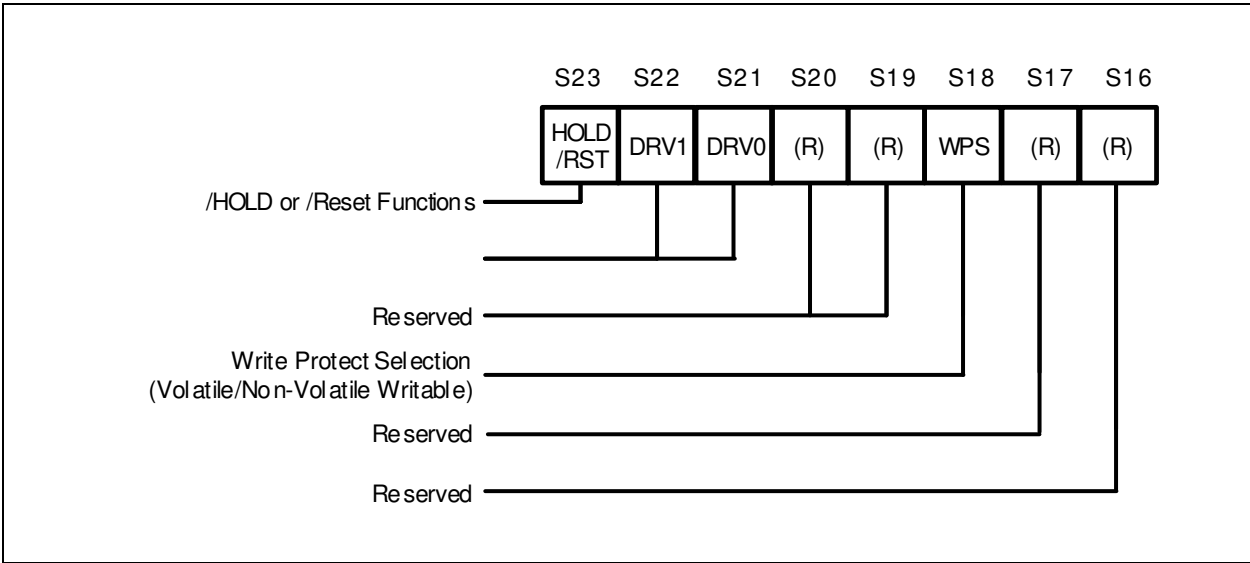 S23 S22 S21 S20 S19 S18 S17 S16
HOLD
/RST DRV1 DRV0 (R) (R) WPS (R) (R)
/HOLD or /Reset Functions
Reserved
Write Protect Selection
(Volatile/Non-Volatile Writable)
Reserved
Reserved